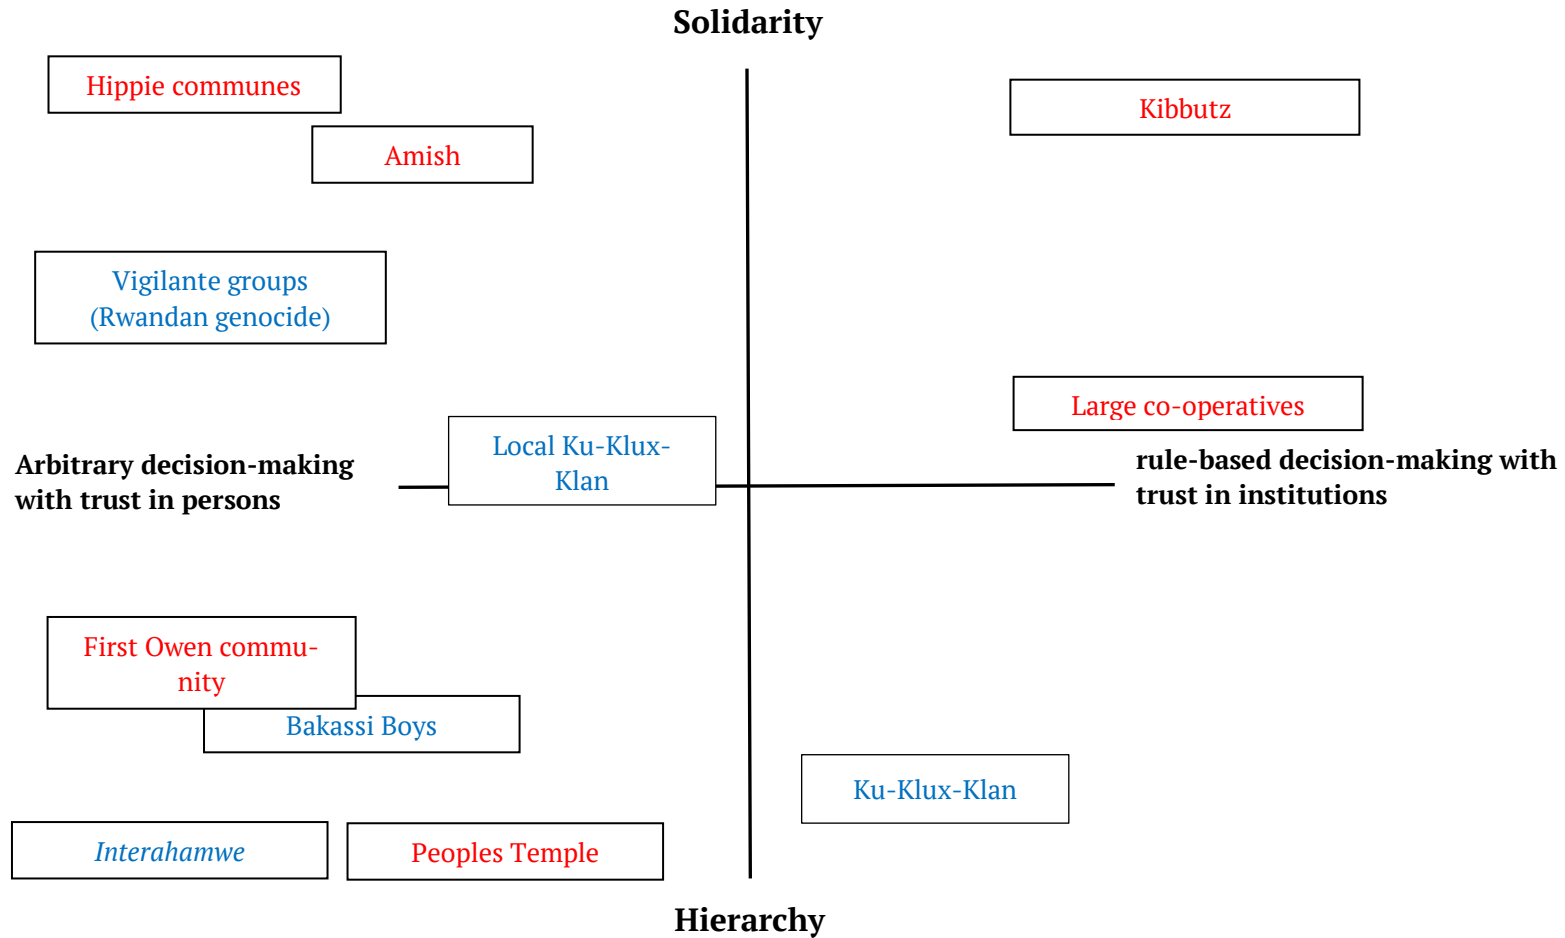 Solidarity
Hippie communes
Kibbutz
Amish
Vigilante groups
(Rwandan genocide)
Large co-operatives
Local Ku-Klux-
Klan
Arbitrary decision-making
with trust in persons
rule-based decision-making with
trust in institutions
First Owen commu-
nity
Bakassi Boys
Ku-Klux-Klan
Interahamwe
Peoples Temple
Hierarchy